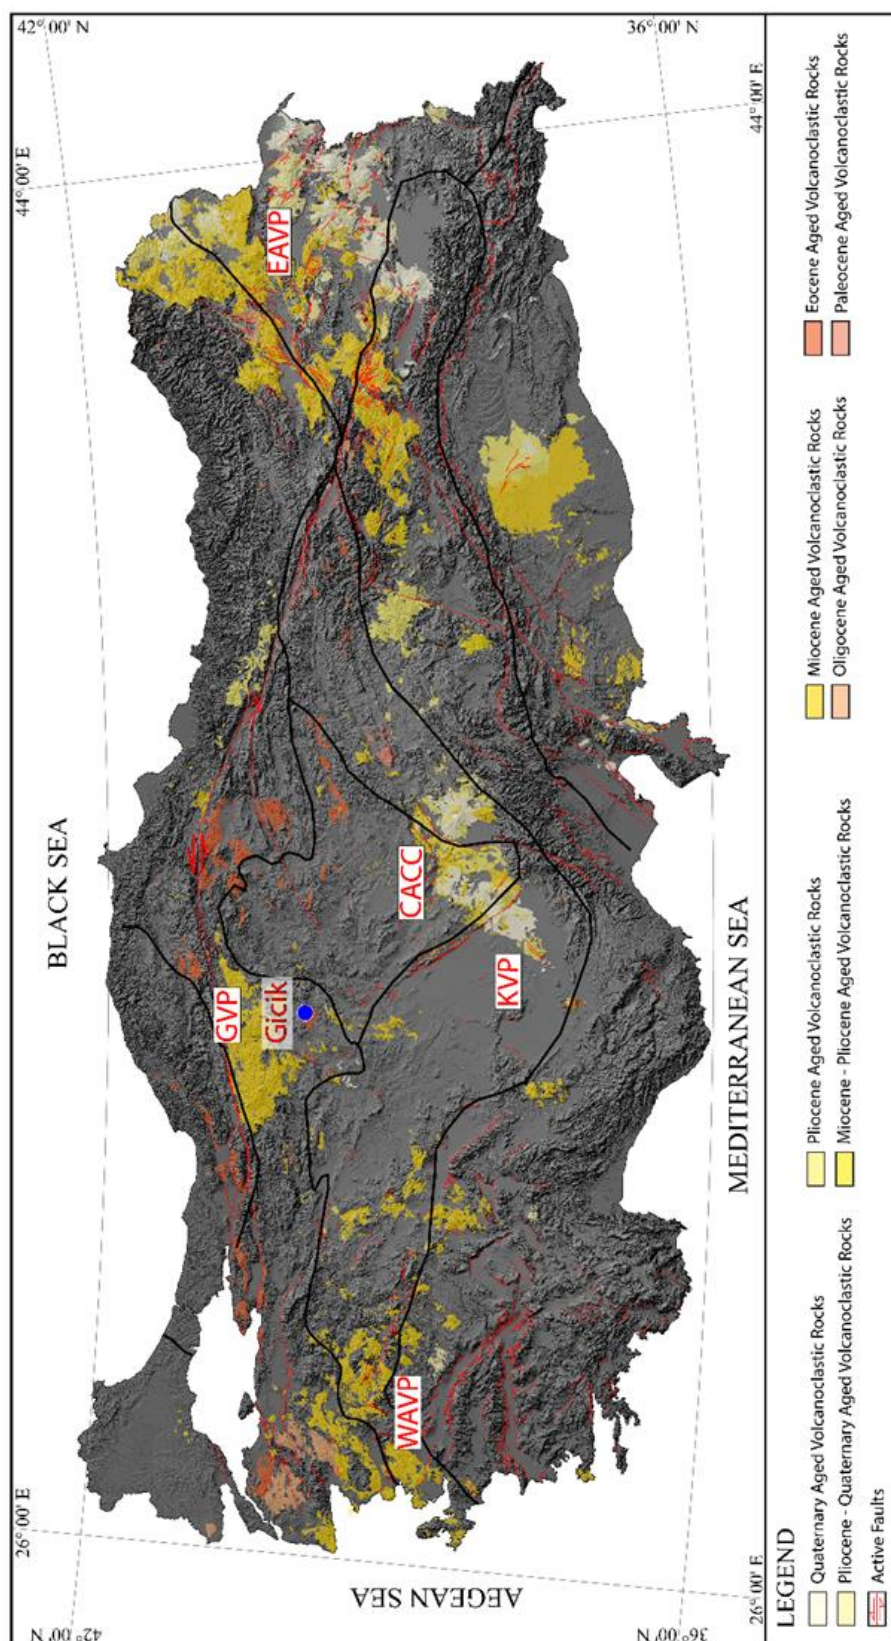 26° 00' E
44° 00' E
42° 00' N
42° 00' N
BLACK SEA
GVP
Gicik
EAVP
CACC
KVP
WAVP
AEGEAN SEA
MEDITERRANEAN SEA
36° 00' N
36° 00' N
26° 00' E
44° 00' E
LEGEND
Quaternary Aged Volcanoclastic Rocks
Pliocene Aged Volcanoclastic Rocks
Miocene Aged Volcanoclastic Rocks
Eocene Aged Volcanoclastic Rocks
Pliocene - Quaternary Aged Volcanoclastic Rocks
Miocene - Pliocene Aged Volcanoclastic Rocks
Oligocene Aged Volcanoclastic Rocks
Paleocene Aged Volcanoclastic Rocks
Active Faults